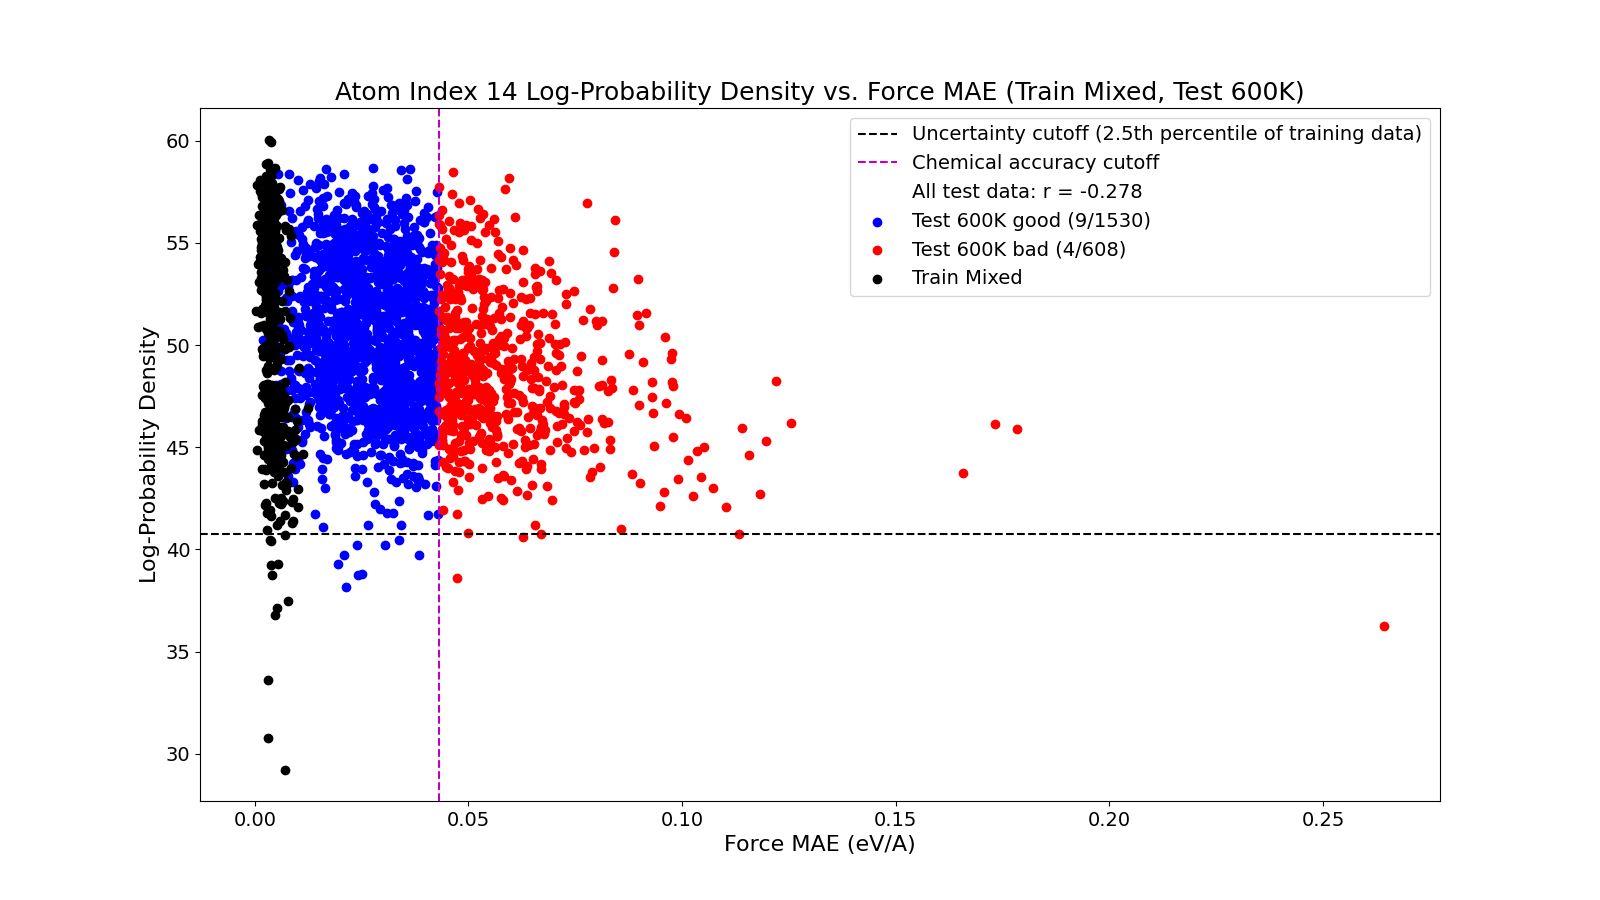 Atom Index 14 Log-Probability Density vs. Force MAE (Train Mixed, Test 600K)
Uncertainty cutoff (2.5th percentile of training data)
Chemical accuracy cutoff
All test data: r = -0.278
Test 600K good (9/1530)
Test 600K bad (4/608)
Train Mixed
Log-Probability Density
60
55
50
45
40
35
30
0.00
0.05
0.10
0.15
0.20
0.25
Force MAE (eV/A)